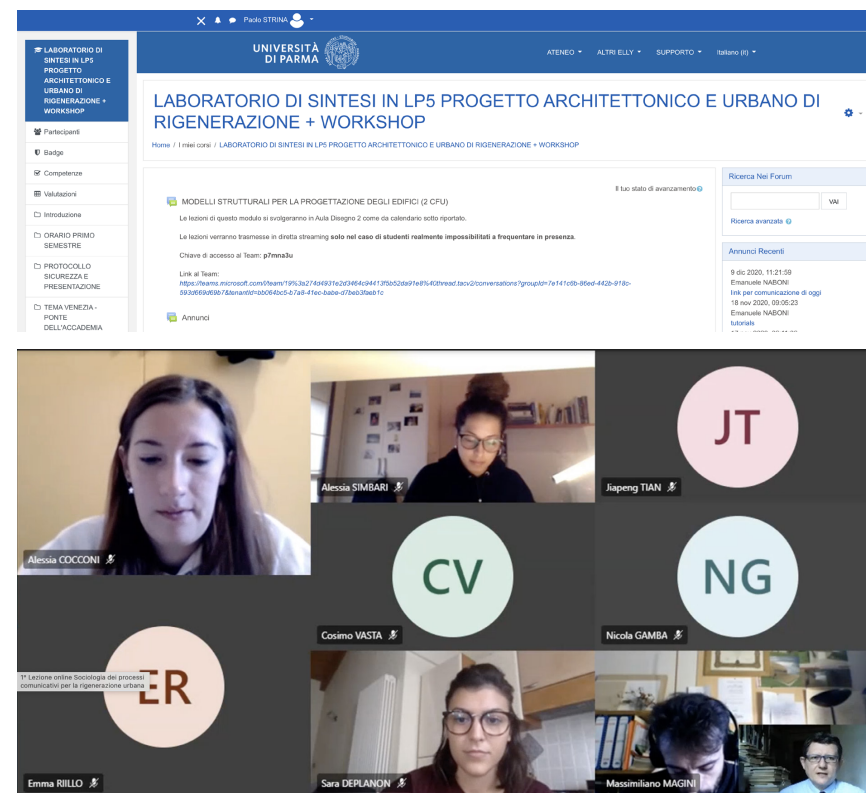 Paolo STRINA
UNIVERSITÀ
DI PARMA
ATENEO ALTRI ELLY SUPPORTO Italiano (it)
LABORATORIO DI
SINTESI IN LP5
PROGETTO
ARCHITETTONICO E
URBANO DI
RIGENERAZIONE +
WORKSHOP
Partecipanti
Badge
Competenze
Valutazioni
Introduzione
ORARIO PRIMO
SEMESTRE
PROTOCOLLO
SICUREZZA E
PRESENTAZIONE
TEMA VENEZIA -
PONTE
DELL'ACCADEMIA
LABORATORIO DI SINTESI IN LP5 PROGETTO ARCHITETTONICO E URBANO DI
RIGENERAZIONE + WORKSHOP
Home / I miei corsi / LABORATORIO DI SINTESI IN LP5 PROGETTO ARCHITETTONICO E URBANO DI RIGENERAZIONE + WORKSHOP
Il tuo stato di avanzamento
MODELLI STRUTTURALI PER LA PROGETTAZIONE DEGLI EDIFICI (2 CFU)
Le lezioni di questo modulo si svolgeranno in Aula Disegno 2 come da calendario sotto riportato.
Le lezioni verranno trasmesse in diretta streaming solo nel caso di studenti realmente impossibilitati a frequentare in presenza.
Chiave di accesso al Team: p7mna3u
Link al Team:
Annunci
Ricerca Nei Forum
VAI
Ricerca avanzata
Annunci Recenti
9 dic 2020, 11:21:59
Emanuele NABONI
link per comunicazione di oggi
18 nov 2020, 09:05:23
Emanuele NABONI
tutorials
Alessia COCCONI
Alessia SIMBARI
JT
Jiapeng TIAN
CV
Cosimo VASTA
NG
Nicola GAMBA
1° Lezione online Sociologia dei processi
comunicativi per la rigenerazione urbana
ER
Emma RIILLO
Sara DEPLANON
Massimiliano MAGINI